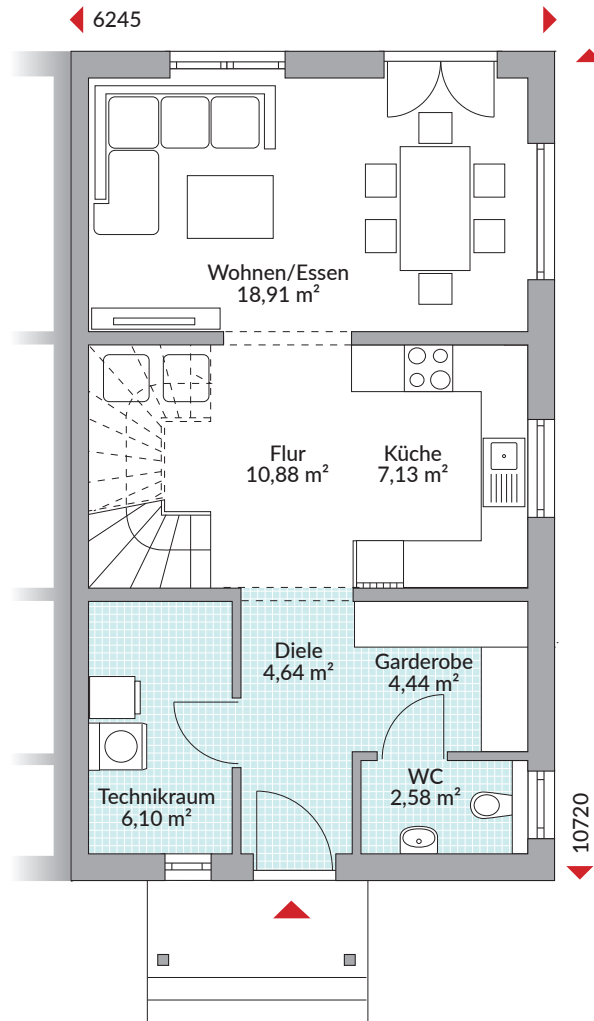 6245
Wohnen/Essen
18,91 m²
Flur
10,88 m²
Küche
7,13 m²
Diele
4,64 m²
Garderobe
4,44 m²
Technikraum
6,10 m²
WC
2,58 m²
10720